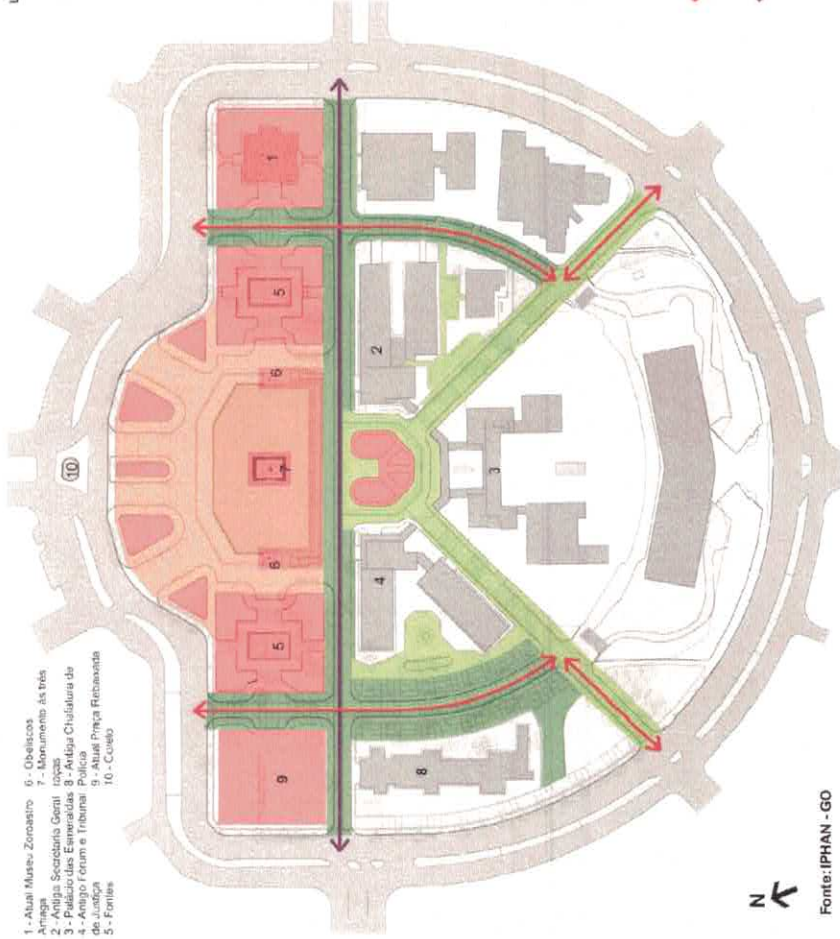 1 - Atual Museu Zoroastro
Artiaga
2 - Antiga Secretaria Geral
3 - Palácio das Esmeraldas
4 - Antigo Fórum e Tribunal
de Justiça
5 - Fontes
6 - Obeliscos
7 - Monumento às três
raças
8 - Antiga Chafatura de
Polícia
9 - Atual Praça Rebaixada
10 - Coreto
10
1
5
6
7
6
5
9
2
3
4
8
N
Fonte: IPHAN - GO